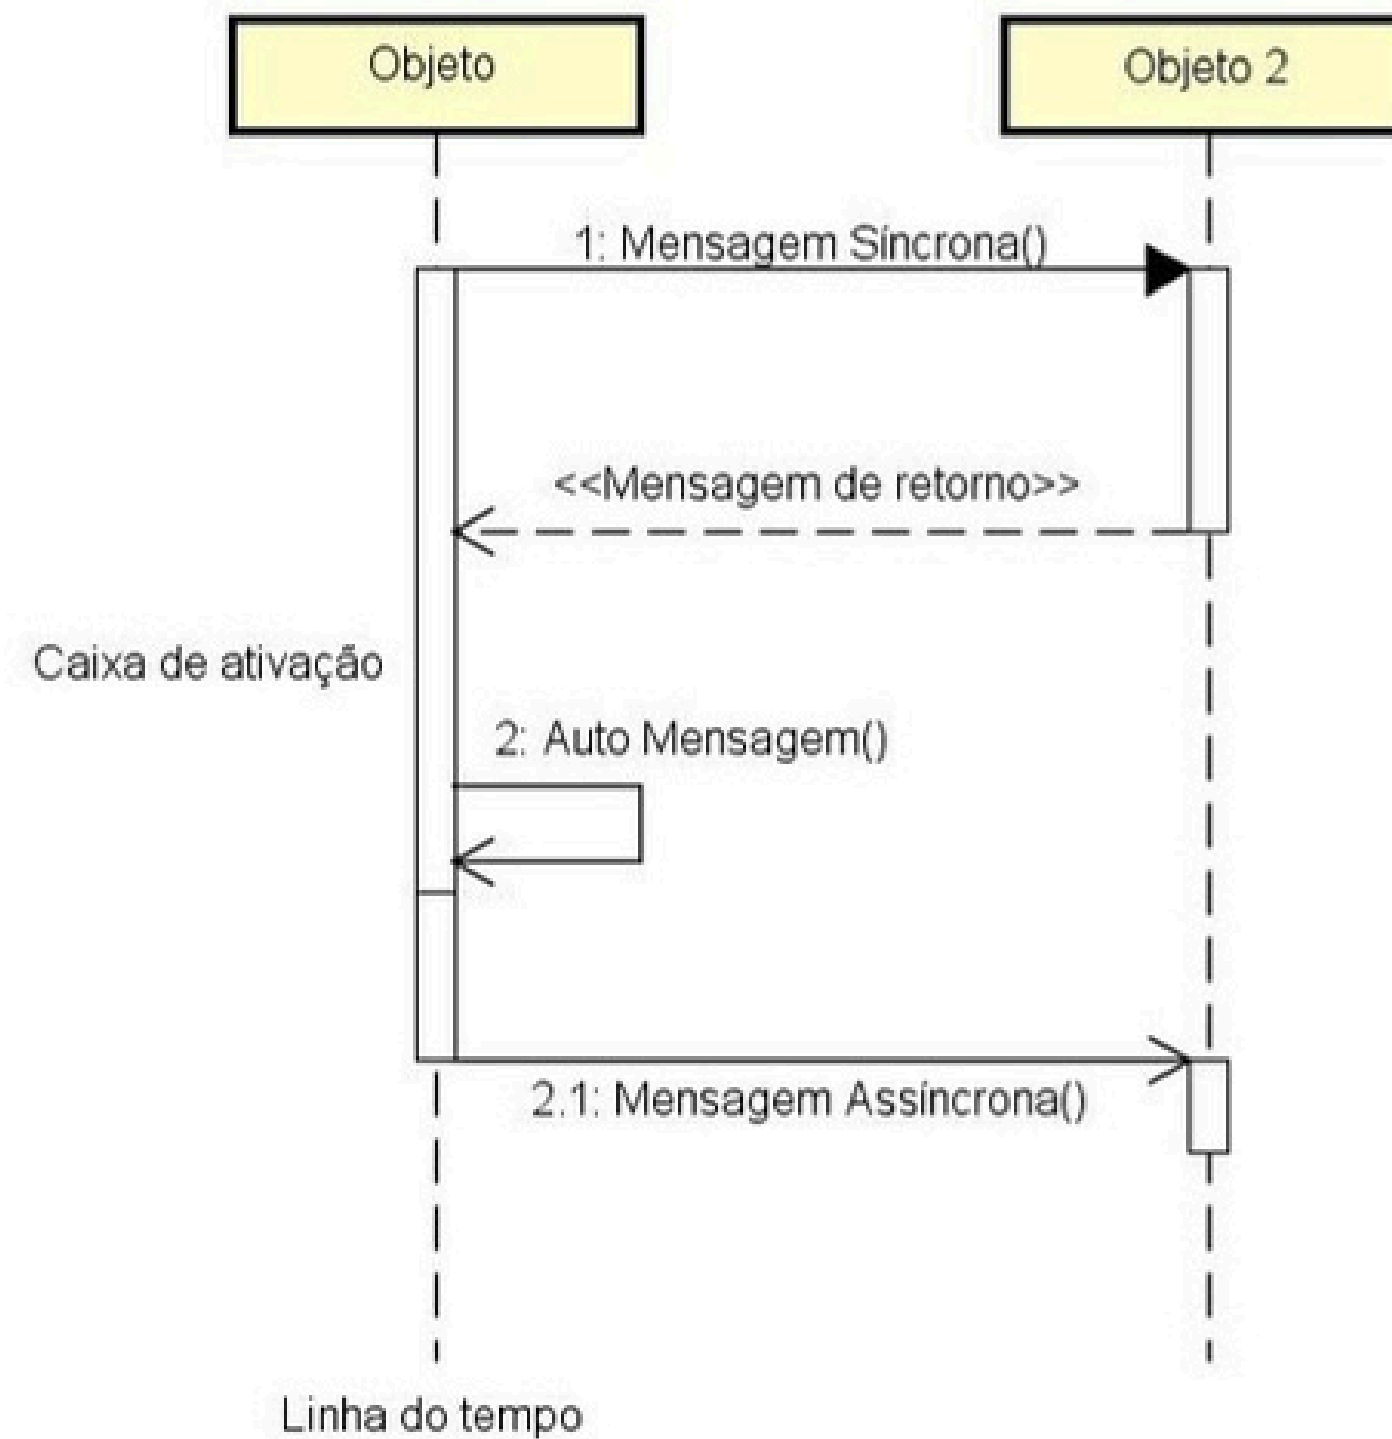 Objeto
Objeto 2
1: Mensagem Síncrona()
<<Mensagem de retorno>>
Caixa de ativação
2: Auto Mensagem()
2.1: Mensagem Assíncrona()
Linha do tempo